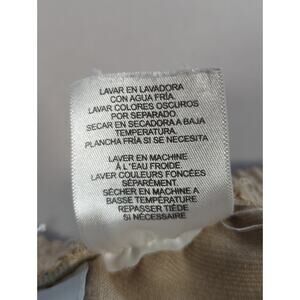 LAVAR EN LAVADORA
CON AGUA FRÍA.
LAVAR COLORES OSCUROS
POR SEPARADO.
SECAR EN SECADORA A BAJA
TEMPERATURA.
PLANCHA FRÍA SI SE NECESITA
LAVER EN MACHINE
À L'EAU FROIDE.
LAVER COULEURS FONCÉES
SÉPARÉMENT.
SÉCHER EN MACHINE A
BASSE TEMPÉRATURE
REPASSER TIÈDE
SI NÉCESSAIRE